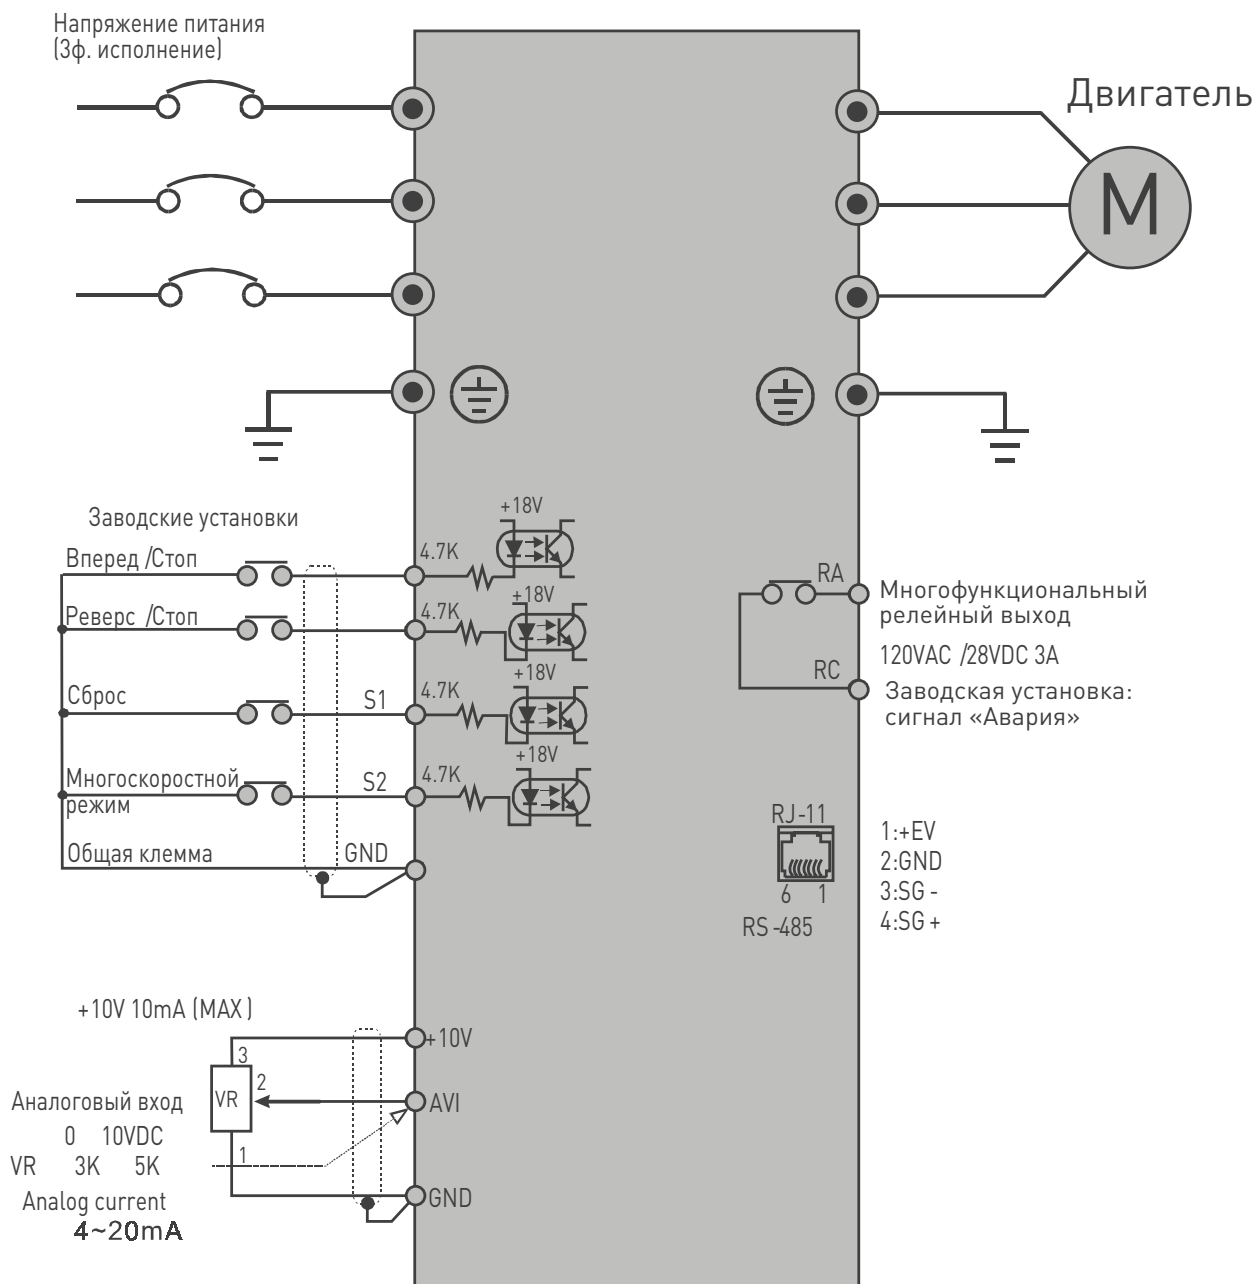 Напряжение питания
(3ф. исполнение)
Двигатель
M
Заводские установки
+18V
Вперед /Стоп
4.7K
+18V
Реверс /Стоп
4.7K
+18V
Сброс
S1
4.7K
+18V
Многоскоростной
режим
S2
4.7K
Общая клемма
GND
RA
Многофункциональный
релейный выход
120VAC /28VDC 3A
RC
Заводская установка:
сигнал «Авария»
RJ-11
6 1
RS -485
1:+EV
2:GND
3:SG -
4:SG +
+10V 10mA (MAX)
+10V
3
2
VR
AVI
Аналоговый вход
0 10VDC
1
VR 3K 5K
Analog current
4~20mA
GND